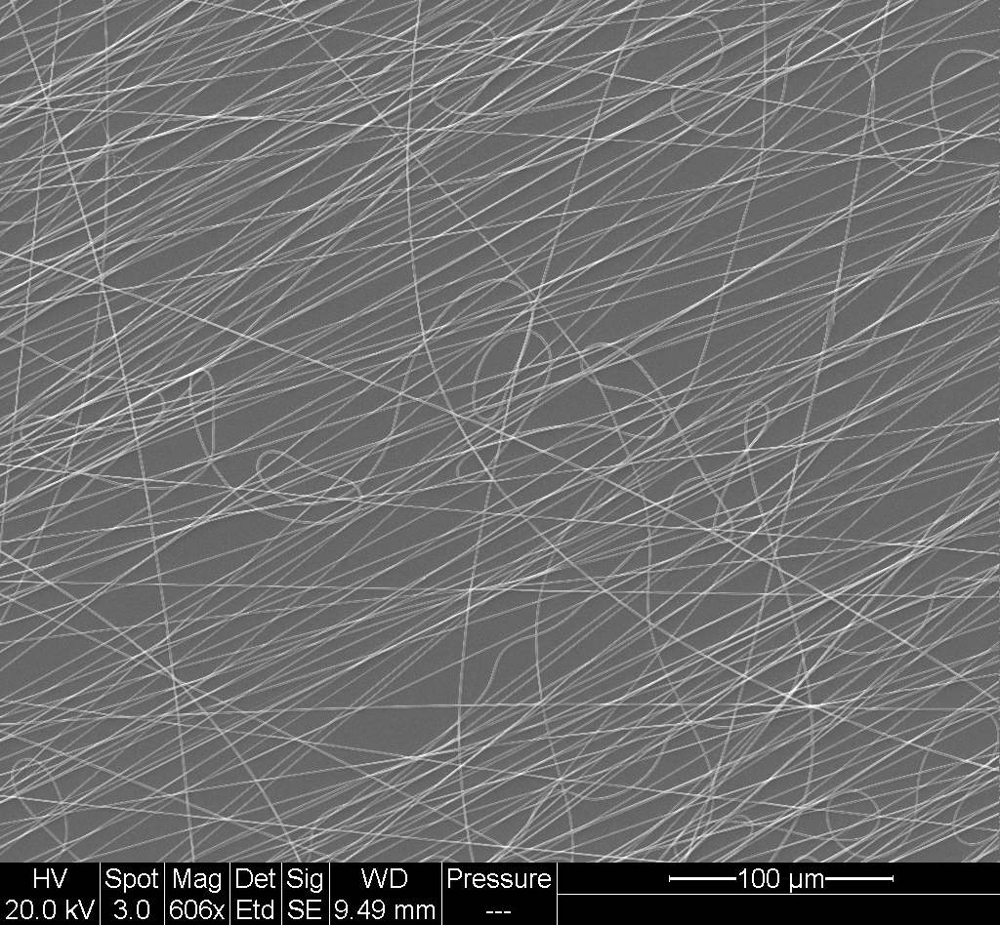 HV Spot Mag Det Sig WD Pressure
20.0 kV 3.0 606x Etd SE 9.49 mm ---
100 µm